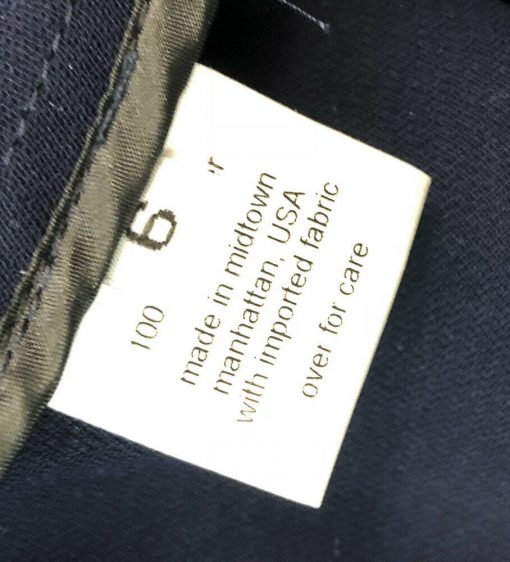 6
100
made in midtown
manhattan, USA
with imported fabric
over for care